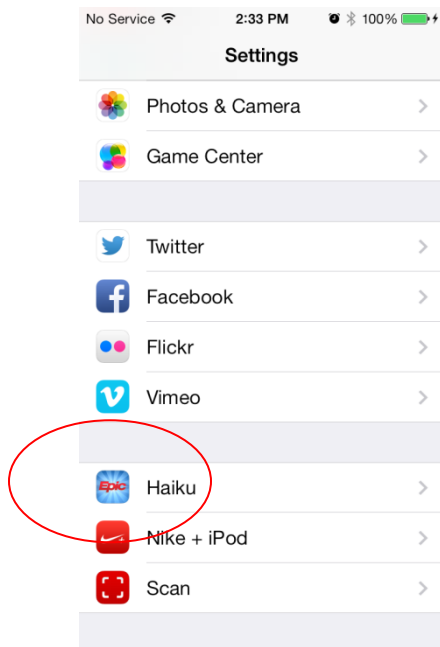 No Service 2:33 PM 100%
Settings
Photos & Camera
Game Center
Twitter
Facebook
Flickr
Vimeo
Epic
Haiku
Nike + iPod
Scan